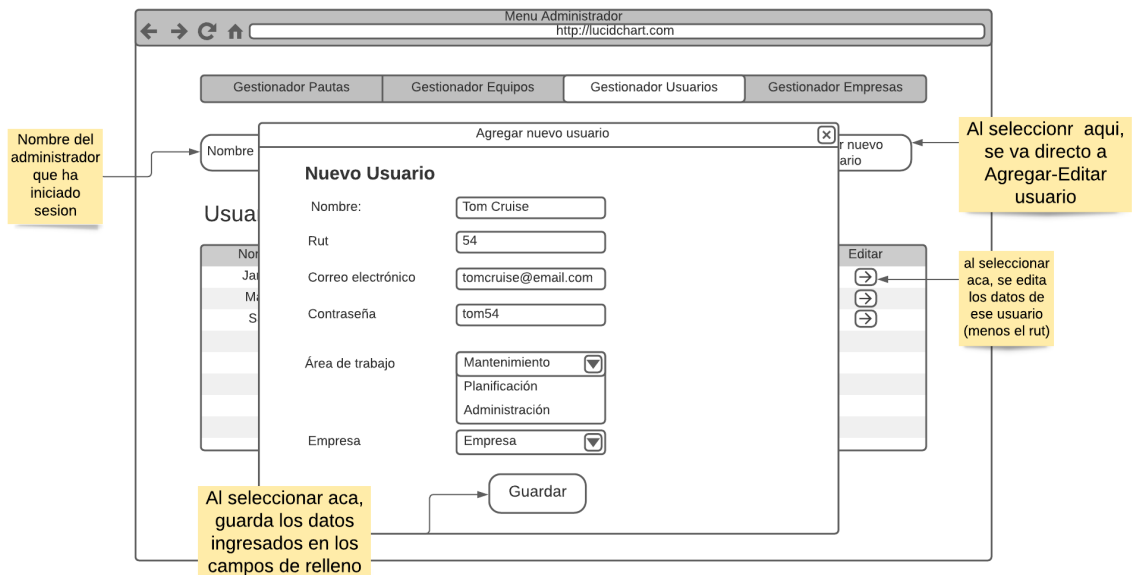 Menu Administrador
http://lucidchart.com
Gestionador Pautas
Gestionador Equipos
Gestionador Usuarios
Gestionador Empresas
Nombre del
administrador
que ha
iniciado
sesion
Nombre
Agregar nuevo usuario
r nuevo
ario
Al seleccionr aqui,
se va directo a
Agregar-Editar
usuario
Nuevo Usuario
Nombre:
Tom Cruise
Usuar
Rut
54
Nor
Editar
Correo electrónico
tomcruise@email.com
Jar
Ma
S
al seleccionar
aca, se edita
los datos de
ese usuario
(menos el rut)
Contraseña
tom54
Área de trabajo
Mantenimiento
Planificación
Administración
Empresa
Empresa
Guardar
Al seleccionar aca,
guarda los datos
ingresados en los
campos de relleno